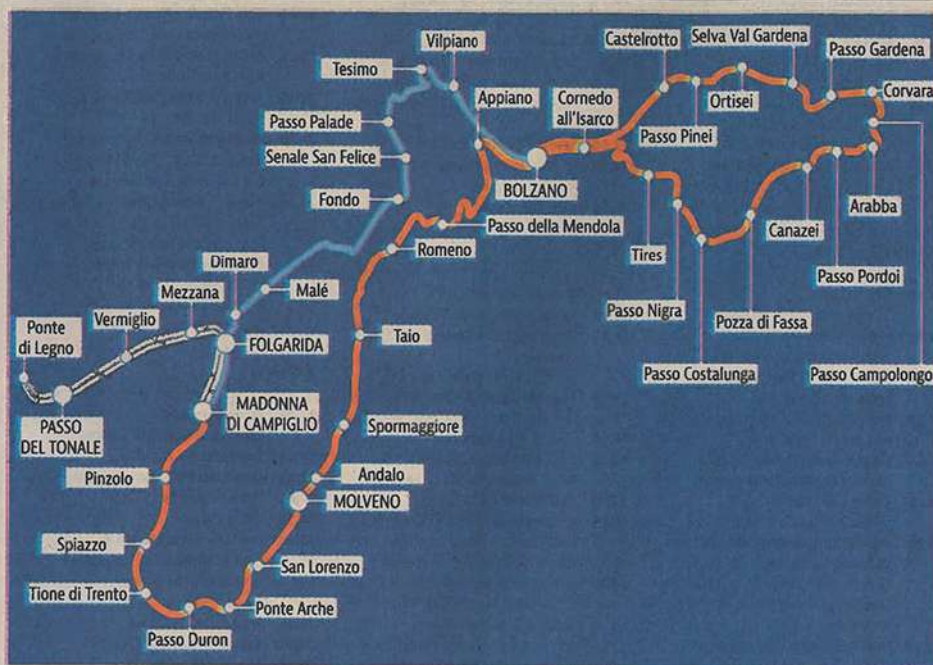 Vilpiano
Castelrotto
Selva Val Gardena
Passo Gardena
Tesimo
Appiano
Cornedo
all'Isarco
Ortisei
Corvara
Passo Palade
Passo Pinei
Senale San Felice
BOLZANO
Fondo
Arabba
Passo della Mendola
Canazei
Romeno
Tires
Dimaro
Passo Pordoi
Mezzana
Malé
Passo Nigra
Vermiglio
Pozza di Fassa
Ponte
di Legno
FOLGARIDA
Taio
Passo Costalunga
Passo Campolongo
PASSO
DEL TONALE
MADONNA
DI CAMPIGLIO
Spormaggiore
Pinzolo
Andalo
MOLVENO
Spiazzo
San Lorenzo
Tione di Trento
Ponte Arche
Passo Duron